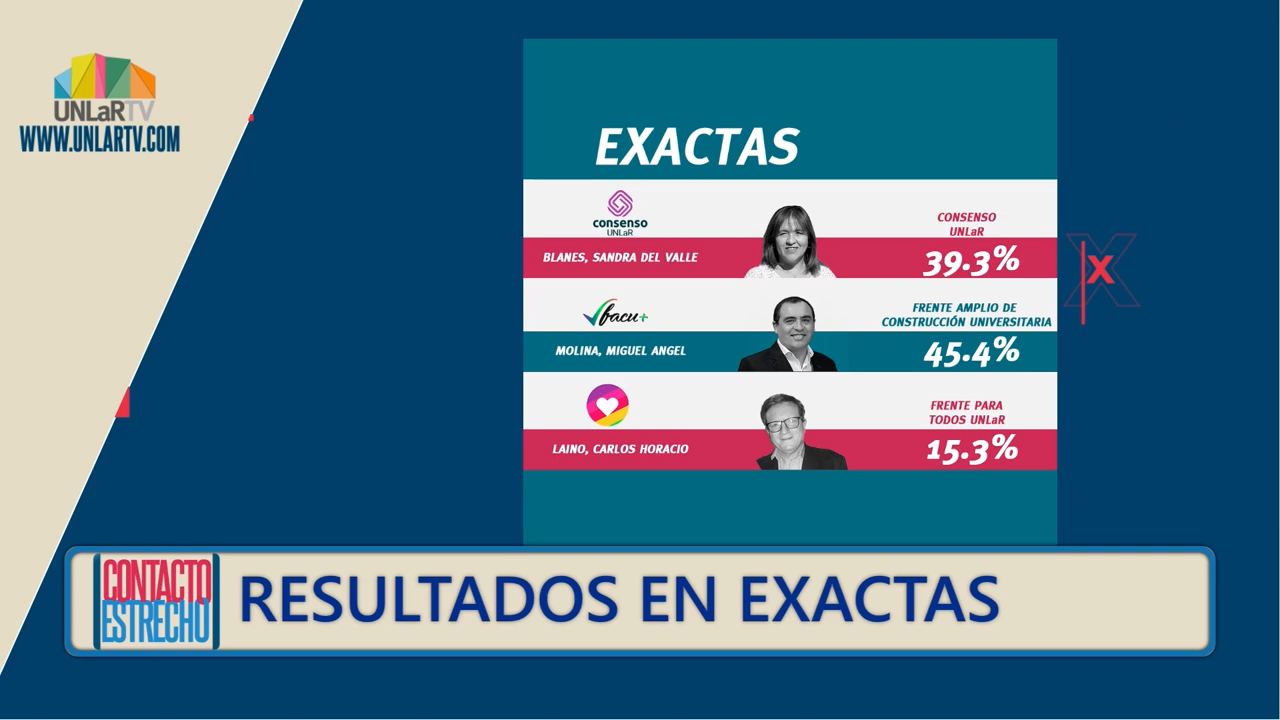 UNLaRTV
WWW.UNLARTV.COM
EXACTAS
consenso
UNLaR
BLANES, SANDRA DEL VALLE
CONSENSO
UNLaR
39.3%
facu+
MOLINA, MIGUEL ANGEL
FRENTE AMPLIO DE
CONSTRUCCIÓN UNIVERSITARIA
45.4%
LAINO, CARLOS HORACIO
FRENTE PARA
TODOS UNLaR
15.3%
X
CONTACTO
ESTRECHO
RESULTADOS EN EXACTAS